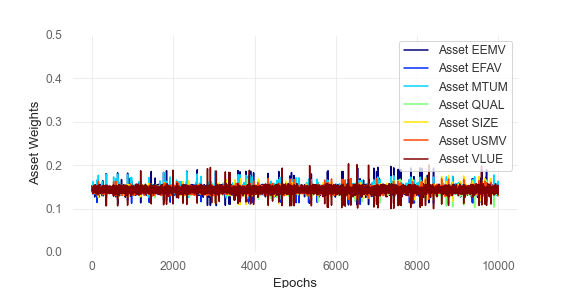 0.5
0.4
0.3
0.2
0.1
0.0
Asset Weights
0
2000
4000
6000
8000
10000
Epochs
Asset EEMV
Asset EFAV
Asset MTUM
Asset QUAL
Asset SIZE
Asset USMV
Asset VLUE